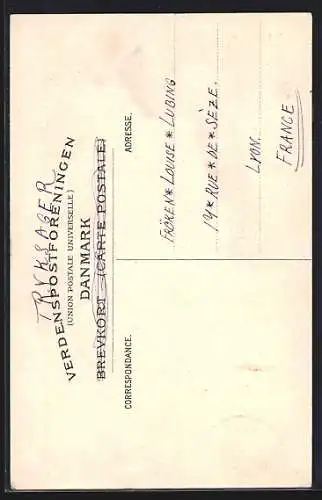 TRYKSAGER
VERDENSPOSTFORENINGEN
(UNION POSTALE UNIVERSELLE)
DANMARK
BREVKORT (CARTE POSTALE)
CORRESPONDANCE.
ADRESSE.
FRÖKEN * LOUISE * LUBING
19 * RUE * DE * SÈZE.
LYON.
FRANCE.